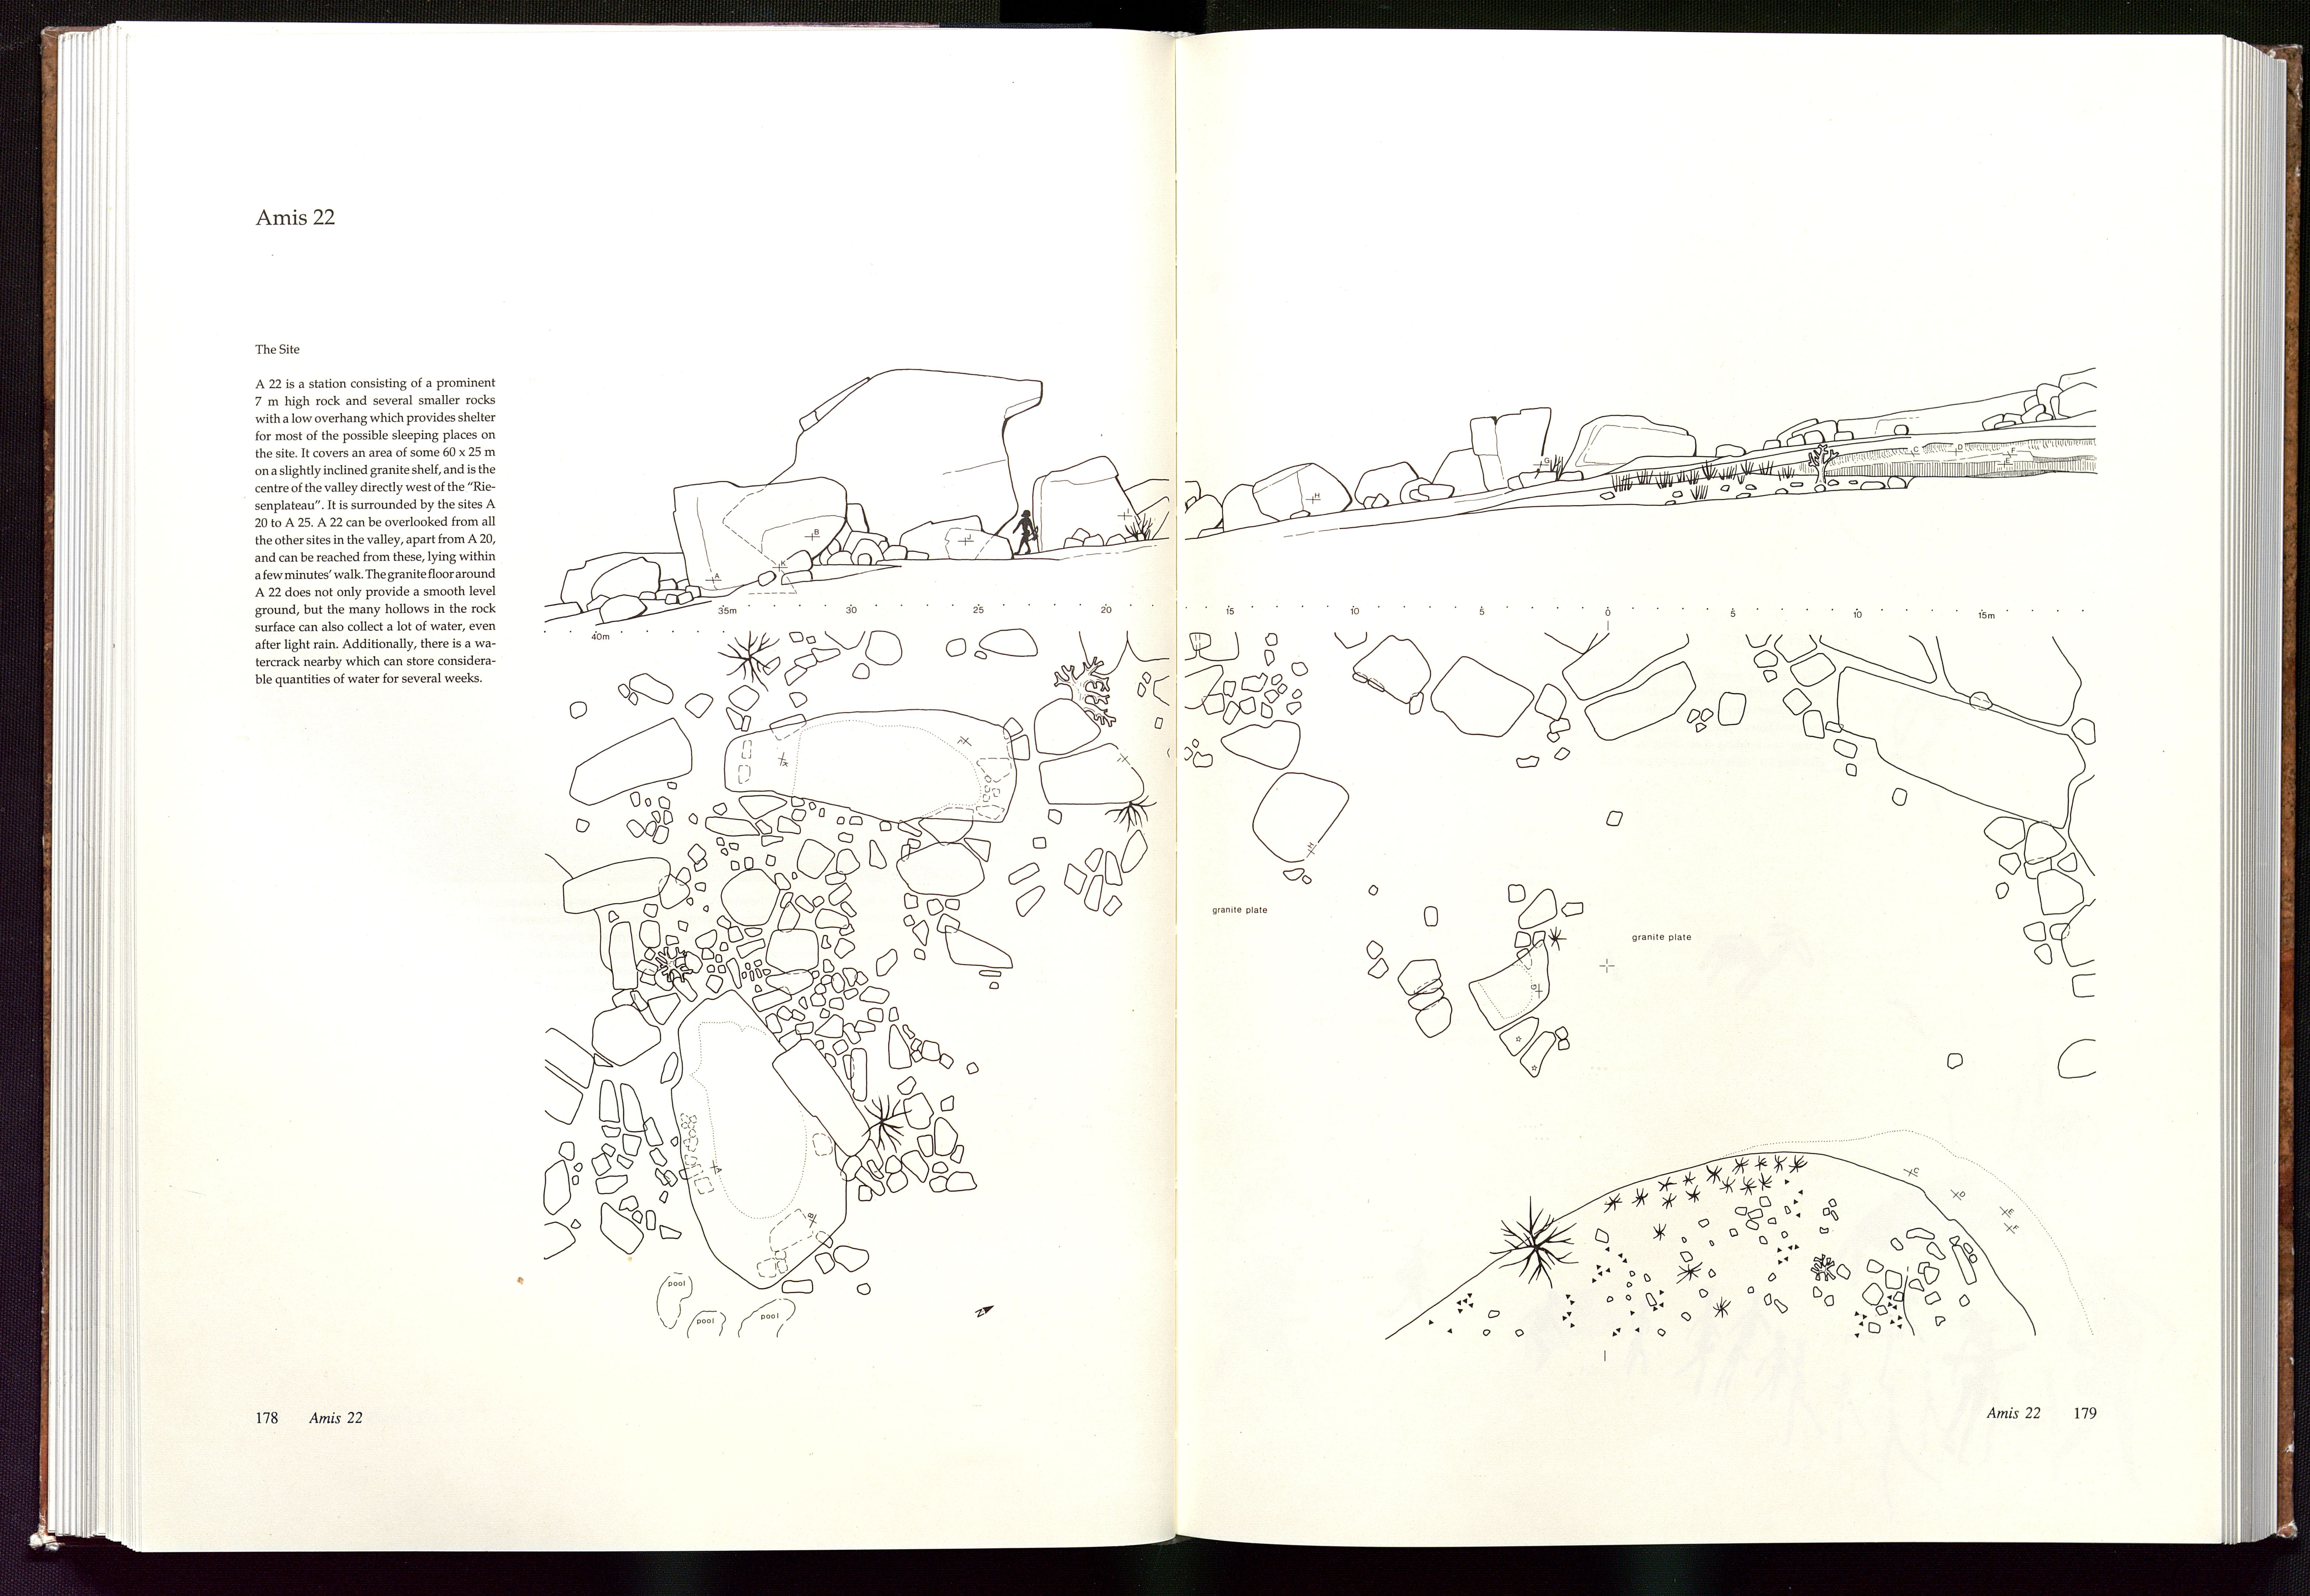 Amis 22
The Site
A 22 is a station consisting of a prominent
7 m high rock and several smaller rocks
with a low overhang which provides shelter
for most of the possible sleeping places on
the site. It covers an area of some 60 x 25 m
on a slightly inclined granite shelf, and is the
centre of the valley directly west of the “Rie-
senplateau”. It is surrounded by the sites A
20 to A 25. A 22 can be overlooked from all
the other sites in the valley, apart from A 20,
and can be reached from these, lying within
a few minutes’ walk. The granite floor around
A 22 does not only provide a smooth level
ground, but the many hollows in the rock
surface can also collect a lot of water, even
after light rain. Additionally, there is a wa-
tercrack nearby which can store considera-
ble quantities of water for several weeks.
A
K
B
J
I
40m
35m
30
25
20
K
J
I
A
B
pool
pool
pool
N
178 Amis 22
H
G
C
D
E
F
15
10
5
0
5
10
15m
H
granite plate
granite plate
G
C
D
E
F
Amis 22 179